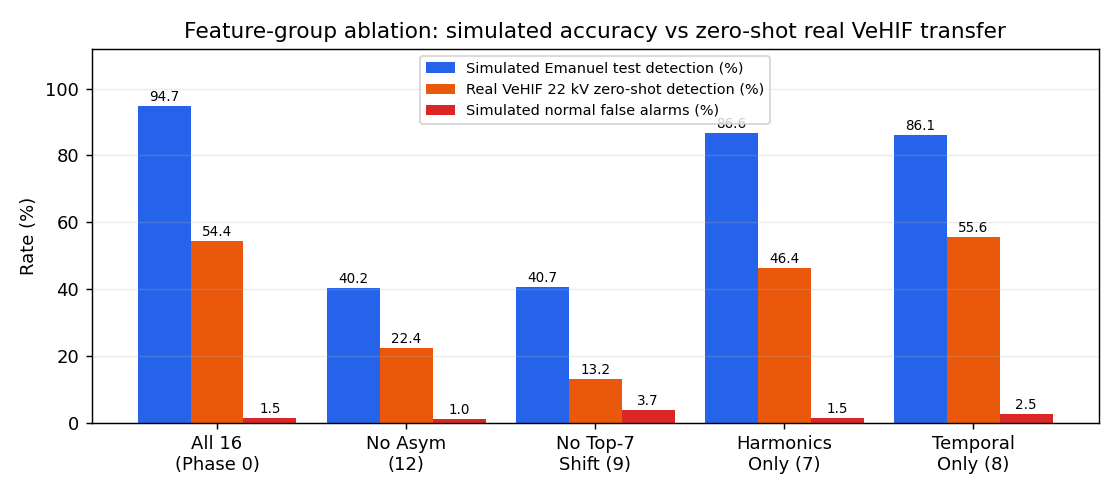 Feature-group ablation: simulated accuracy vs zero-shot real VeHIF transfer
Simulated Emanuel test detection (%)
Real VeHIF 22 kV zero-shot detection (%)
Simulated normal false alarms (%)
Rate (%)
100
80
60
40
20
0
94.7
54.4
1.5
40.2
22.4
1.0
40.7
13.2
3.7
86.6
46.4
1.5
86.1
55.6
2.5
All 16
(Phase 0)
No Asym
(12)
No Top-7
Shift (9)
Harmonics
Only (7)
Temporal
Only (8)